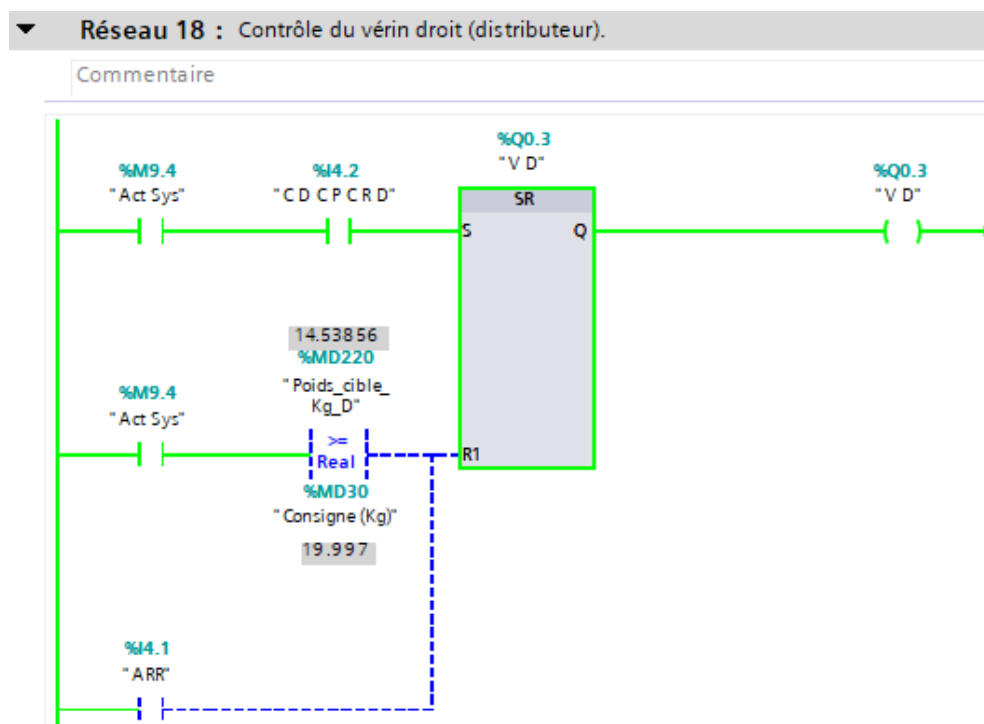 Réseau 18 : Contrôle du vérin droit (distributeur).
Commentaire
%M9.4
"Act Sys"
%I4.2
"C D C P C R D"
%Q0.3
"V D"
SR
S
Q
%Q0.3
"V D"
%M9.4
"Act Sys"
14.53856
%MD220
"Poids_cible_
Kg_D"
>=
Real
%MD30
"Consigne (Kg)"
19.997
R1
%I4.1
"ARR"